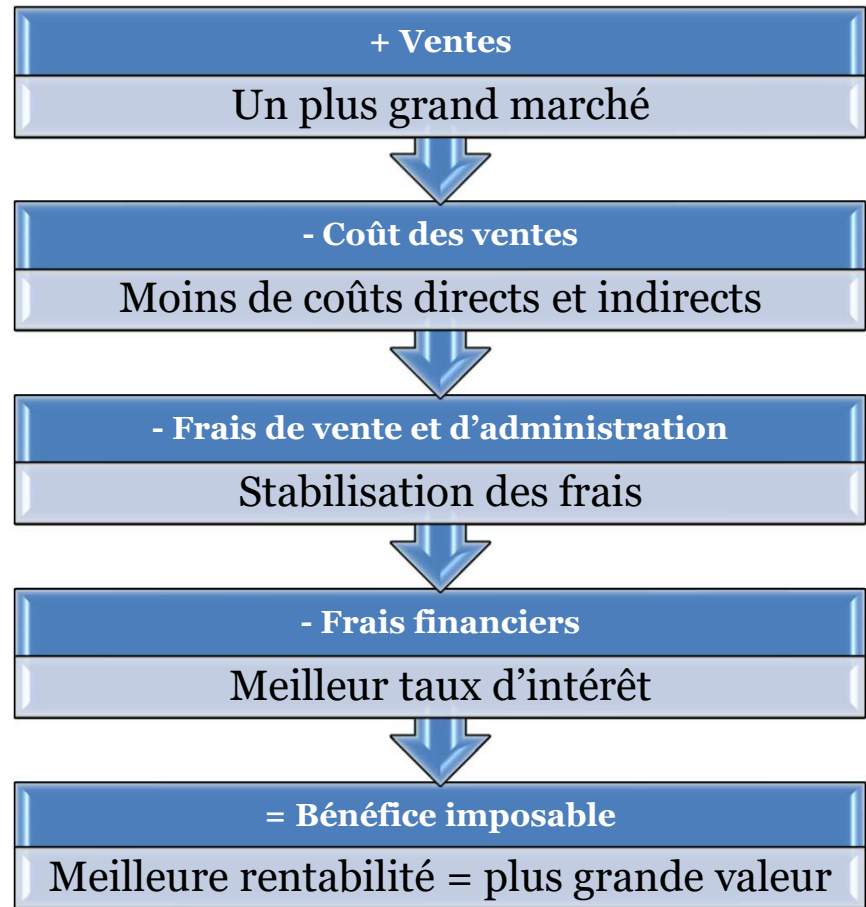 + Ventes
Un plus grand marché
- Coût des ventes
Moins de coûts directs et indirects
- Frais de vente et d’administration
Stabilisation des frais
- Frais financiers
Meilleur taux d’intérêt
= Bénéfice imposable
Meilleure rentabilité = plus grande valeur